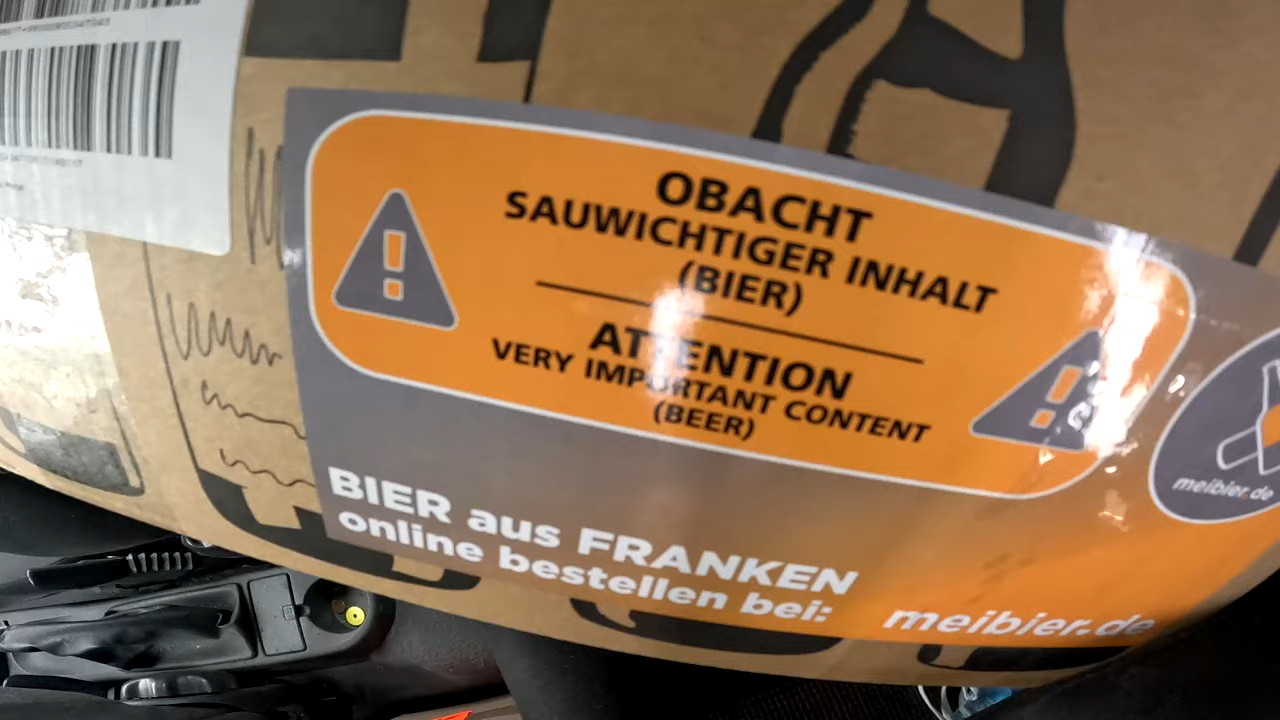 OBACHT
SAUWICHTIGER INHALT
(BIER)
ATTENTION
VERY IMPORTANT CONTENT
(BEER)
BIER aus FRANKEN
online bestellen bei:
meibier.de
meibier.de